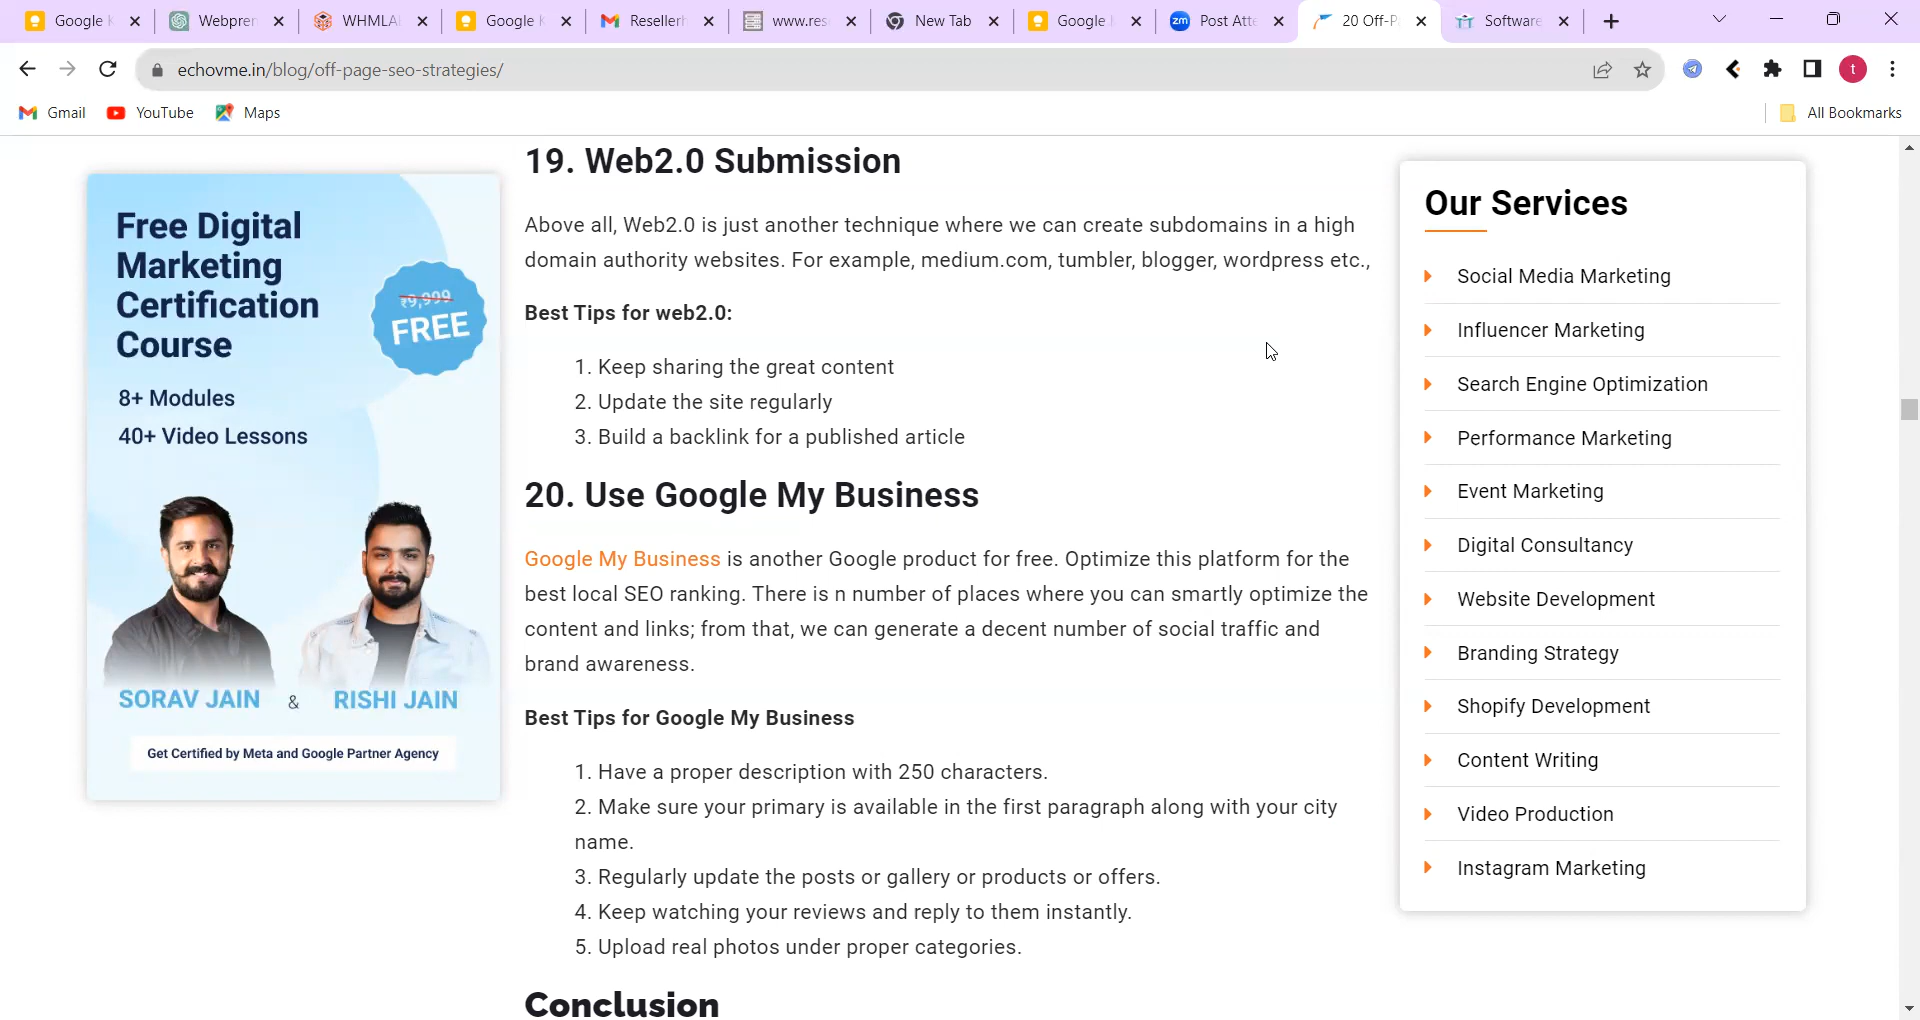 Google K
Webpren
WHMLA
Google K
Resellerh
www.res
New Tab
Google
zm
Post Atte
20 Off-P
Software
echovme.in/blog/off-page-seo-strategies/
t
Gmail
YouTube
Maps
All Bookmarks
Free Digital
Marketing
Certification
Course
₹9,999
FREE
8+ Modules
40+ Video Lessons
SORAV JAIN & RISHI JAIN
Get Certified by Meta and Google Partner Agency
19. Web2.0 Submission
Above all, Web2.0 is just another technique where we can create subdomains in a high
domain authority websites. For example, medium.com, tumbler, blogger, wordpress etc.,
Best Tips for web2.0:
1. Keep sharing the great content
2. Update the site regularly
3. Build a backlink for a published article
20. Use Google My Business
Google My Business is another Google product for free. Optimize this platform for the
best local SEO ranking. There is n number of places where you can smartly optimize the
content and links; from that, we can generate a decent number of social traffic and
brand awareness.
Best Tips for Google My Business
1. Have a proper description with 250 characters.
2. Make sure your primary is available in the first paragraph along with your city
name.
3. Regularly update the posts or gallery or products or offers.
4. Keep watching your reviews and reply to them instantly.
5. Upload real photos under proper categories.
Conclusion
Our Services
Social Media Marketing
Influencer Marketing
Search Engine Optimization
Performance Marketing
Event Marketing
Digital Consultancy
Website Development
Branding Strategy
Shopify Development
Content Writing
Video Production
Instagram Marketing